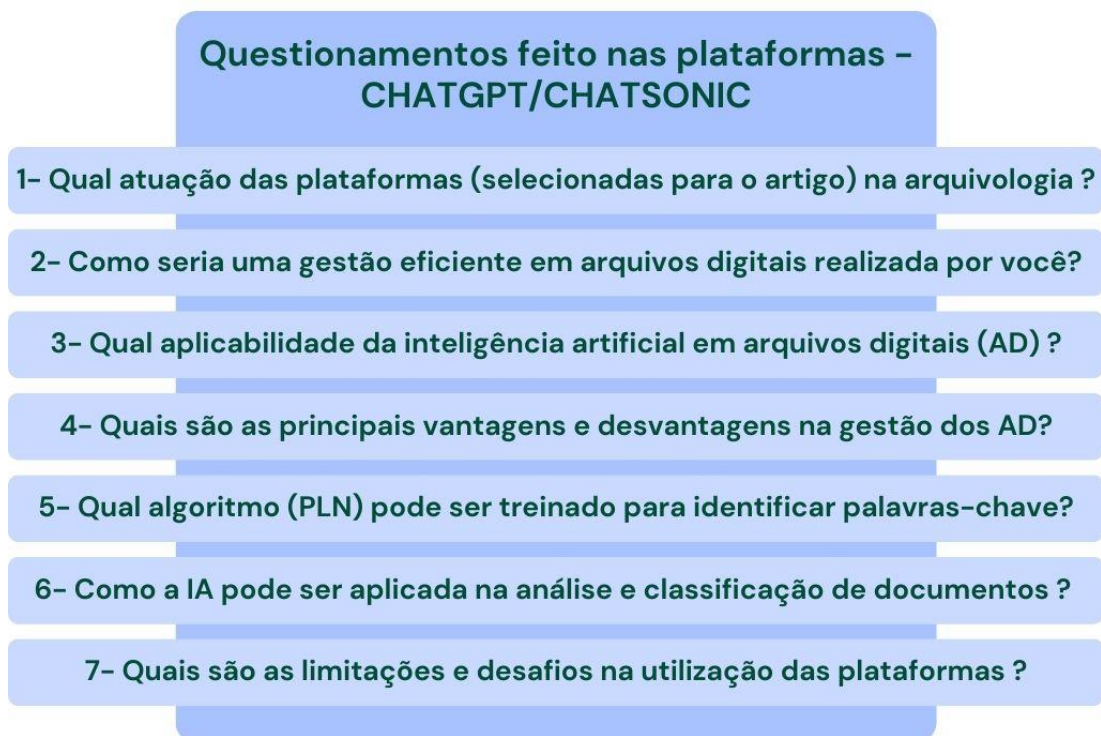 Questionamentos feito nas plataformas -
CHATGPT/CHATSONIC
1- Qual atuação das plataformas (selecionadas para o artigo) na arquivologia ?
2- Como seria uma gestão eficiente em arquivos digitais realizada por você?
3- Qual aplicabilidade da inteligência artificial em arquivos digitais (AD) ?
4- Quais são as principais vantagens e desvantagens na gestão dos AD?
5- Qual algoritmo (PLN) pode ser treinado para identificar palavras-chave?
6- Como a IA pode ser aplicada na análise e classificação de documentos ?
7- Quais são as limitações e desafios na utilização das plataformas ?